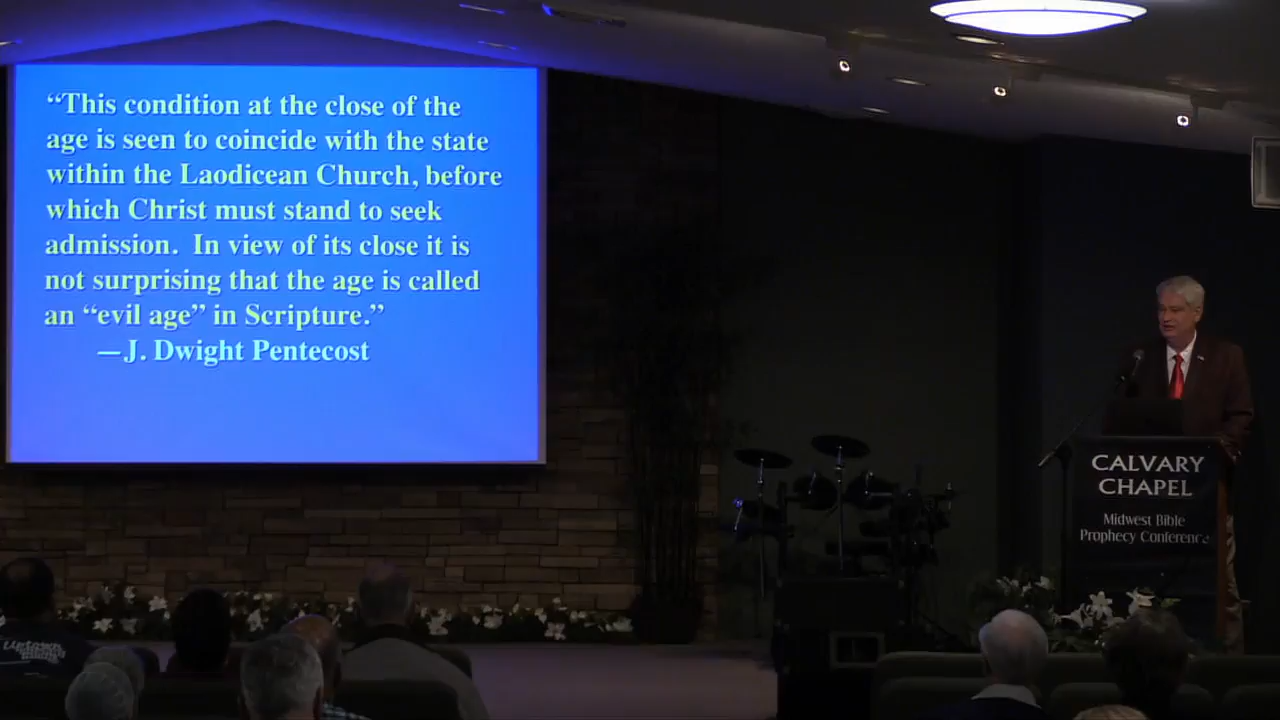 “This condition at the close of the
age is seen to coincide with the state
within the Laodicean Church, before
which Christ must stand to seek
admission.  In view of its close it is
not surprising that the age is called
an “evil age” in Scripture.”
—J. Dwight Pentecost
CALVARY
CHAPEL
Midwest Bible
Prophecy Conference